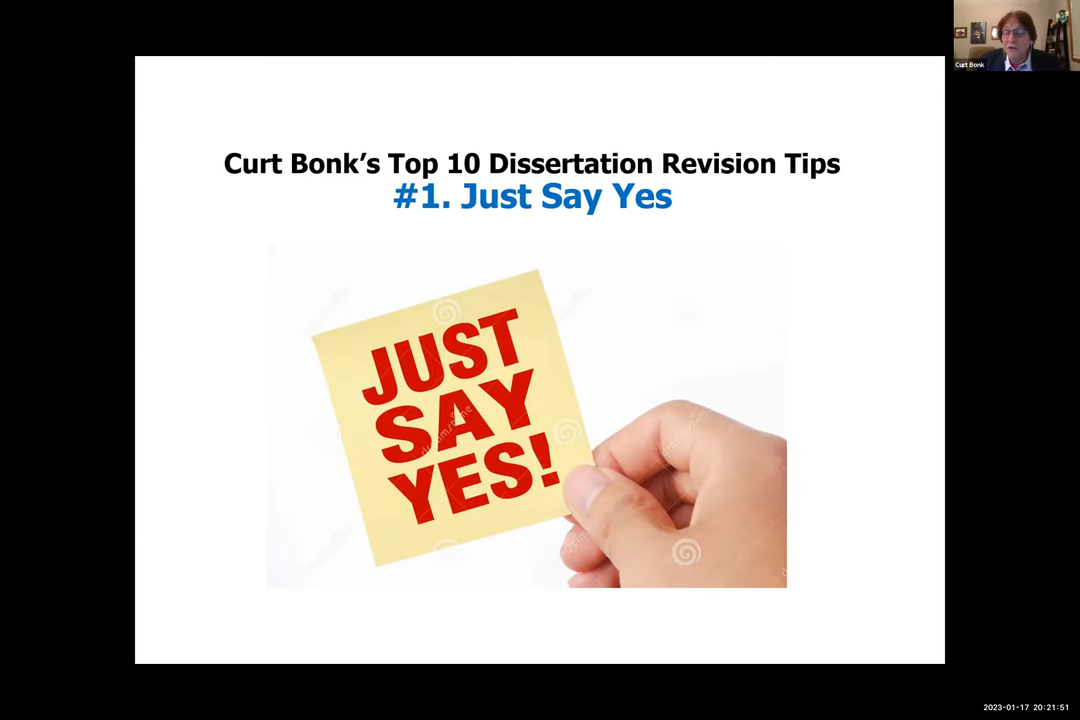 Curt Bonk
Curt Bonk’s Top 10 Dissertation Revision Tips
#1. Just Say Yes
JUST
SAY
YES!
dreamstime
2023-01-17 20:21:51